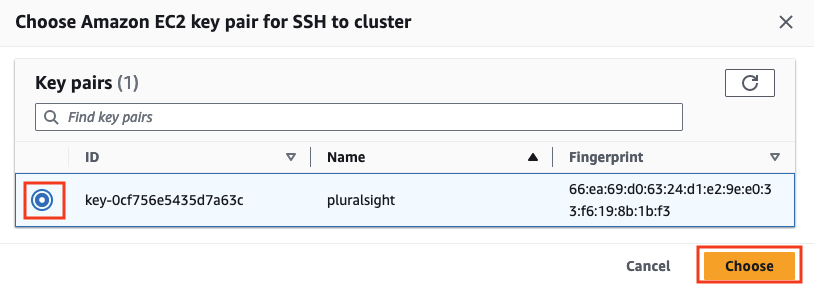 Choose Amazon EC2 key pair for SSH to cluster
Key pairs (1)
Find key pairs
ID Name Fingerprint
key-0cf756e5435d7a63c pluralsight 66:ea:69:d0:63:24:d1:e2:9e:e0:3
3:f6:19:8b:1b:f3
Cancel Choose